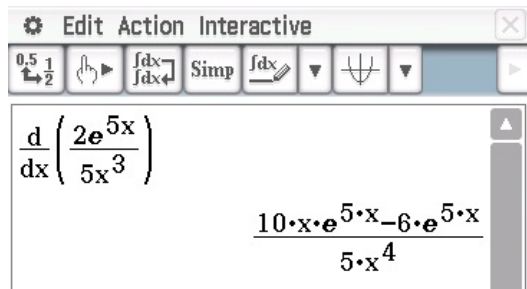 Edit Action Interactive
0.5 1/2 ∫dx ∫dx Simp ∫dx
d/dx(2e^(5x)/(5x^3))
(10·x·e^(5·x)-6·e^(5·x))/(5·x^4)